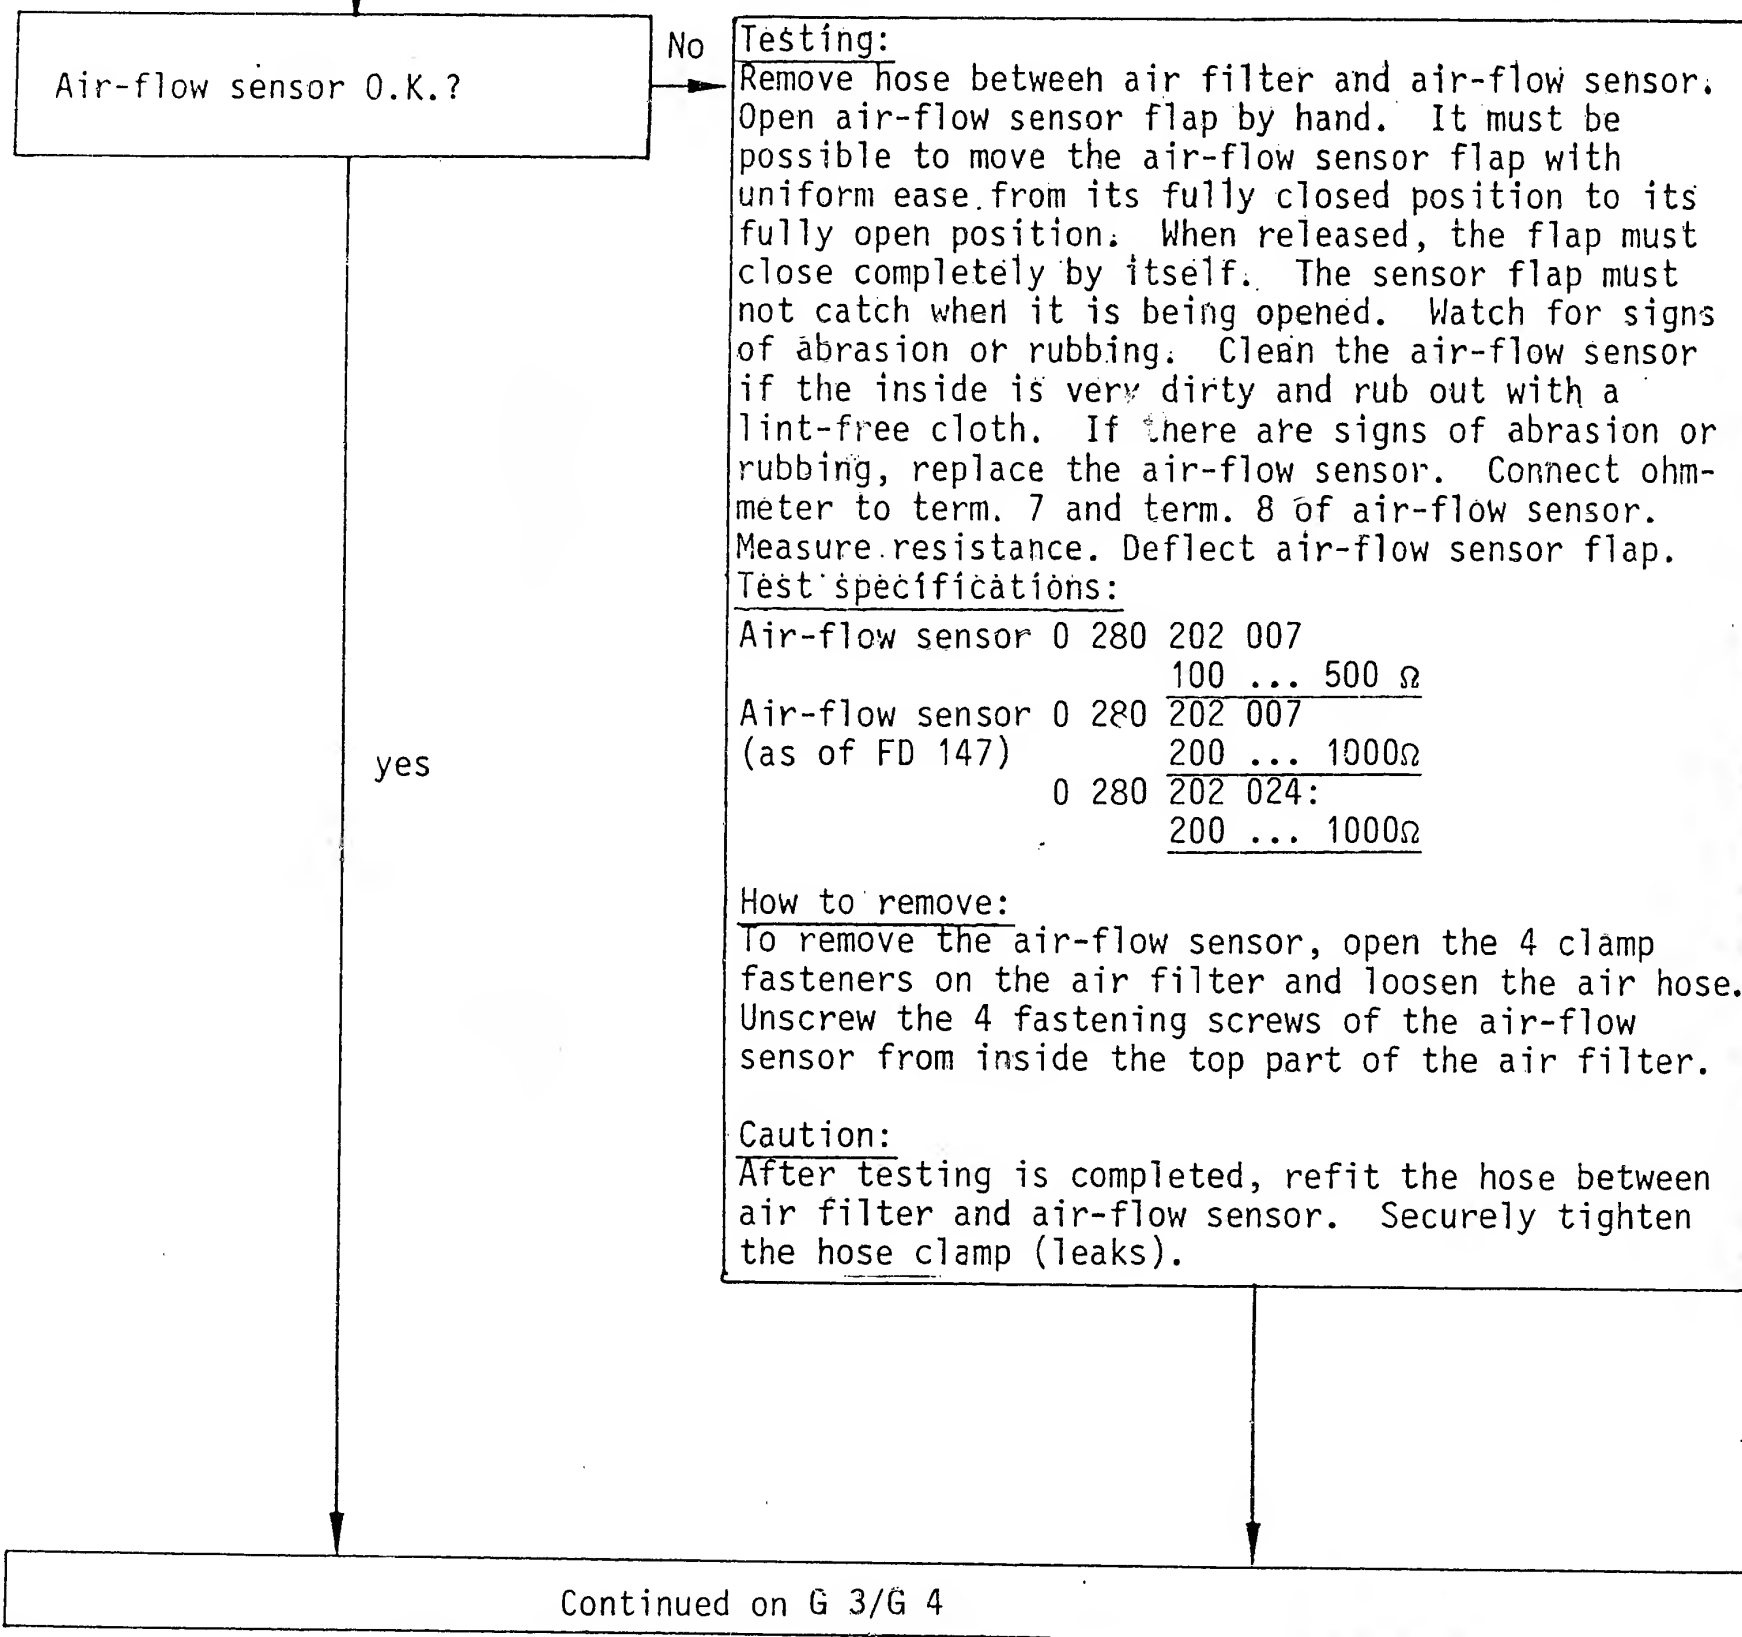 Air-flow sensor O.K.?
No
yes
Testing:
Remove hose between air filter and air-flow sensor.
Open air-flow sensor flap by hand. It must be
possible to move the air-flow sensor flap with
uniform ease from its fully closed position to its
fully open position. When released, the flap must
close completely by itself. The sensor flap must
not catch when it is being opened. Watch for signs
of abrasion or rubbing. Clean the air-flow sensor
if the inside is very dirty and rub out with a
lint-free cloth. If there are signs of abrasion or
rubbing, replace the air-flow sensor. Connect ohm-
meter to term. 7 and term. 8 of air-flow sensor.
Measure resistance. Deflect air-flow sensor flap.
Test specifications:
Air-flow sensor 0 280 202 007
100 ... 500 Ω
Air-flow sensor 0 280 202 007
(as of FD 147) 200 ... 1000Ω
0 280 202 024:
200 ... 1000Ω
How to remove:
To remove the air-flow sensor, open the 4 clamp
fasteners on the air filter and loosen the air hose.
Unscrew the 4 fastening screws of the air-flow
sensor from inside the top part of the air filter.
Caution:
After testing is completed, refit the hose between
air filter and air-flow sensor. Securely tighten
the hose clamp (leaks).
Continued on G 3/G 4